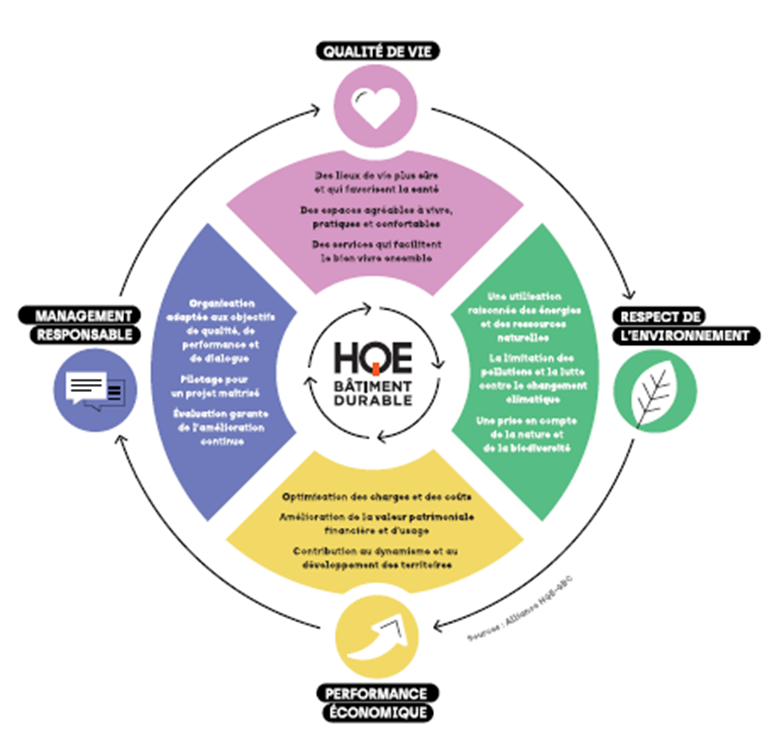 QUALITÉ DE VIE
Des lieux de vie plus sûrs
et qui favorisent la santé
Des espaces agréables à vivre,
pratiques et confortables
Des services qui facilitent
le bien vivre ensemble
MANAGEMENT
RESPONSABLE
Organisation
adaptée aux objectifs
de qualité, de
performance et
de dialogue
Pilotage pour
un projet maîtrisé
Évaluation garante
de l'amélioration
continue
HQE
BÂTIMENT
DURABLE
RESPECT DE
L'ENVIRONNEMENT
Une utilisation
raisonnée des énergies
et des ressources
naturelles
La limitation des
pollutions et la lutte
contre le changement
climatique
Une prise en compte
de la nature et
de la biodiversité
Optimisation des charges et des coûts
Amélioration de la valeur patrimoniale
financière et d'usage
Contribution au dynamisme et au
développement des territoires
Sources : Alliance HQE-GBC
PERFORMANCE
ÉCONOMIQUE